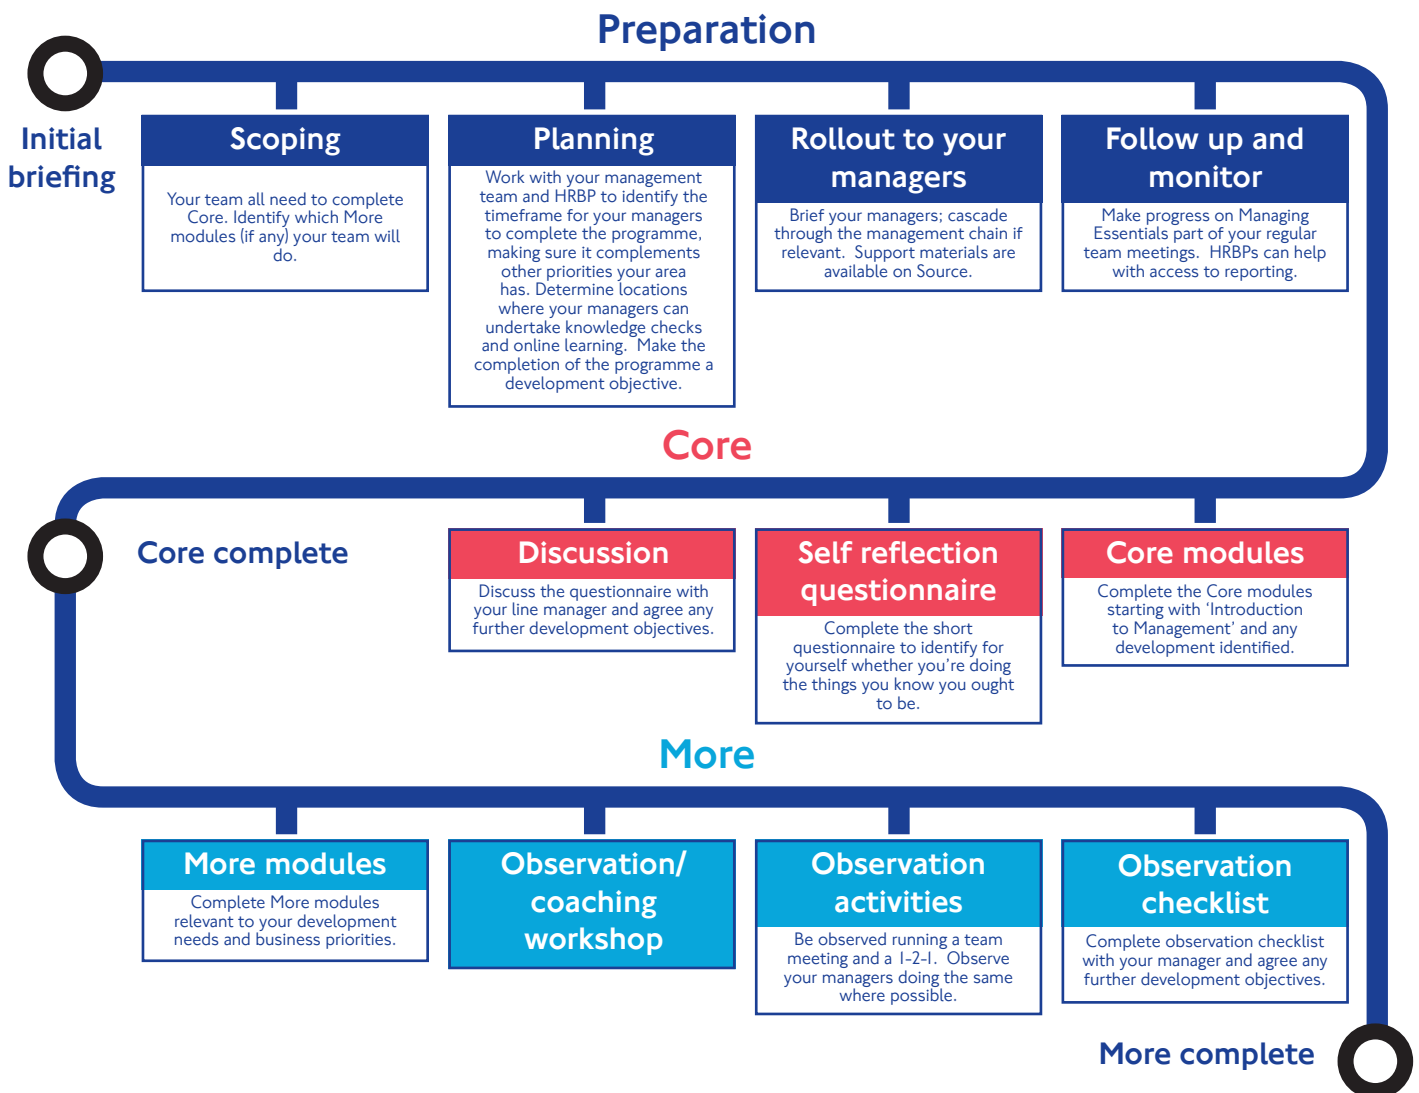 Preparation
Initial
briefing
Scoping
Your team all need to complete
Core. Identify which More
modules (if any) your team will
do.
Planning
Work with your management
team and HRBP to identify the
timeframe for your managers
to complete the programme,
making sure it complements
other priorities your area
has. Determine locations
where your managers can
undertake knowledge checks
and online learning. Make the
completion of the programme a
development objective.
Rollout to your
managers
Brief your managers; cascade
through the management chain if
relevant. Support materials are
available on Source.
Follow up and
monitor
Make progress on Managing
Essentials part of your regular
team meetings. HRBPs can help
with access to reporting.
Core
Core complete
Discussion
Discuss the questionnaire with
your line manager and agree any
further development objectives.
Self reflection
questionnaire
Complete the short
questionnaire to identify for
yourself whether you're doing
the things you know you ought
to be.
Core modules
Complete the Core modules
starting with ‘Introduction
to Management’ and any
development identified.
More
More modules
Complete More modules
relevant to your development
needs and business priorities.
Observation/
coaching
workshop
Observation
activities
Be observed running a team
meeting and a 1-2-1. Observe
your managers doing the same
where possible.
Observation
checklist
Complete observation checklist
with your manager and agree any
further development objectives.
More complete